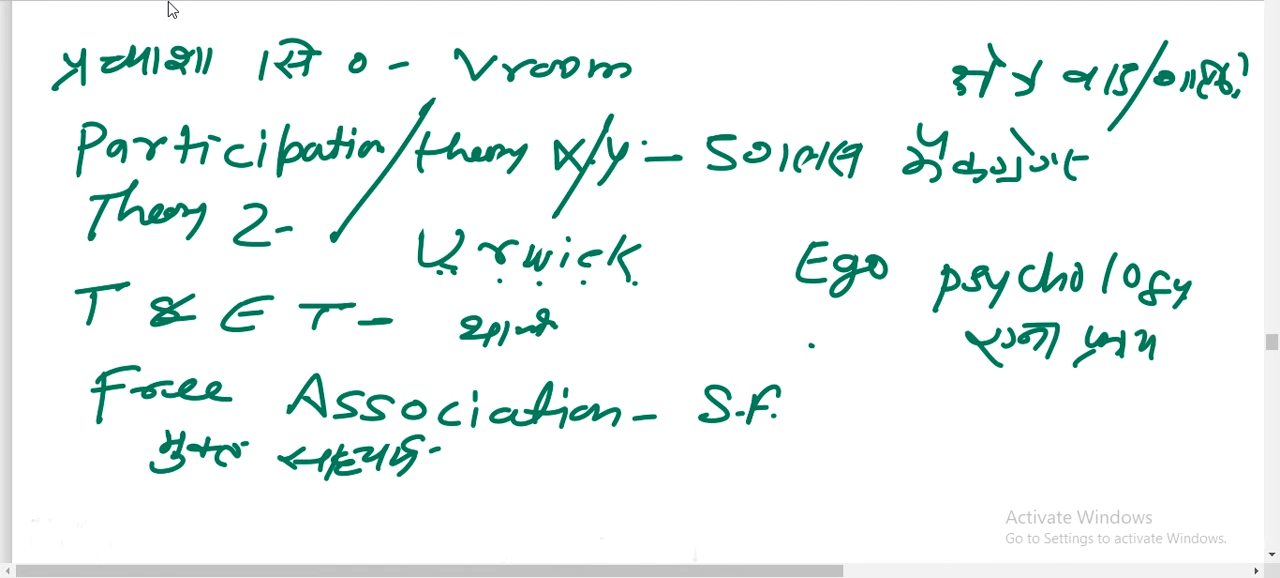 प्रत्याशा सि० - Vroom
Participation/theory X/Y - डगलस मैकग्रेगर
Theory Z -
Urwick
Ego psychology
T & E T -
Free Association - S.F.
मुक्त साहचर्य -
Activate Windows
Go to Settings to activate Windows.